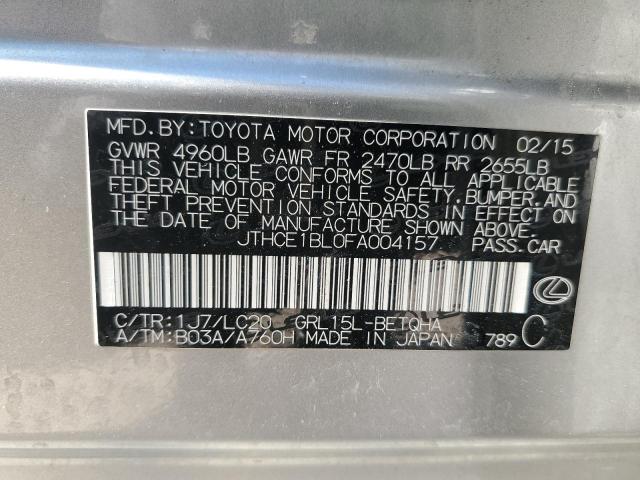 MFD.BY:TOYOTA MOTOR CORPORATION 02/15
GVWR 4960LB GAWR FR 2470LB RR 2655LB
THIS VEHICLE CONFORMS TO ALL APPLICABLE
FEDERAL MOTOR VEHICLE SAFETY,BUMPER,AND
THEFT PREVENTION STANDARDS IN EFFECT ON
THE DATE OF MANUFACTURE SHOWN ABOVE.
JTHCE1BL0FA004157 PASS.CAR
C/TR:1J7/LC20 GRL15L-BETQHA
A/TM:B03A/A760H MADE IN JAPAN 789 C